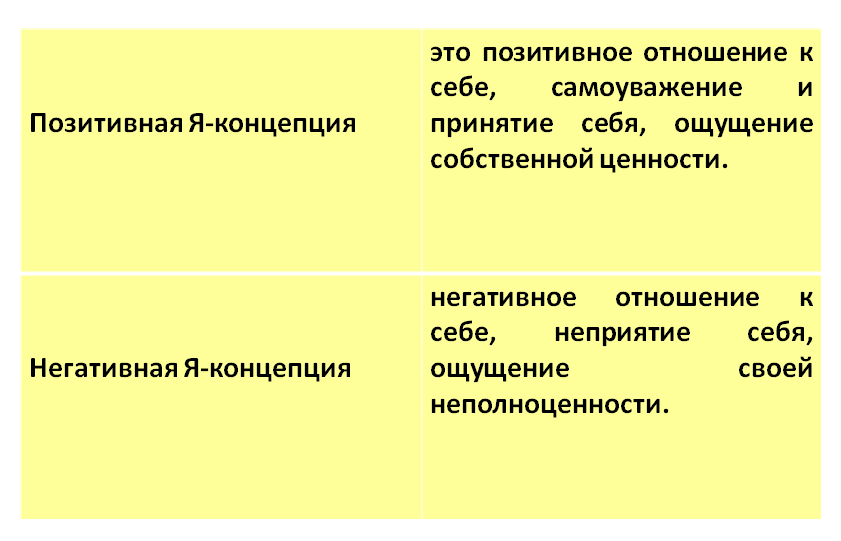 Позитивная Я-концепция
это позитивное отношение к
себе, самоуважение и
принятие себя, ощущение
собственной ценности.
Негативная Я-концепция
негативное отношение к
себе, неприятие себя,
ощущение своей
неполноценности.